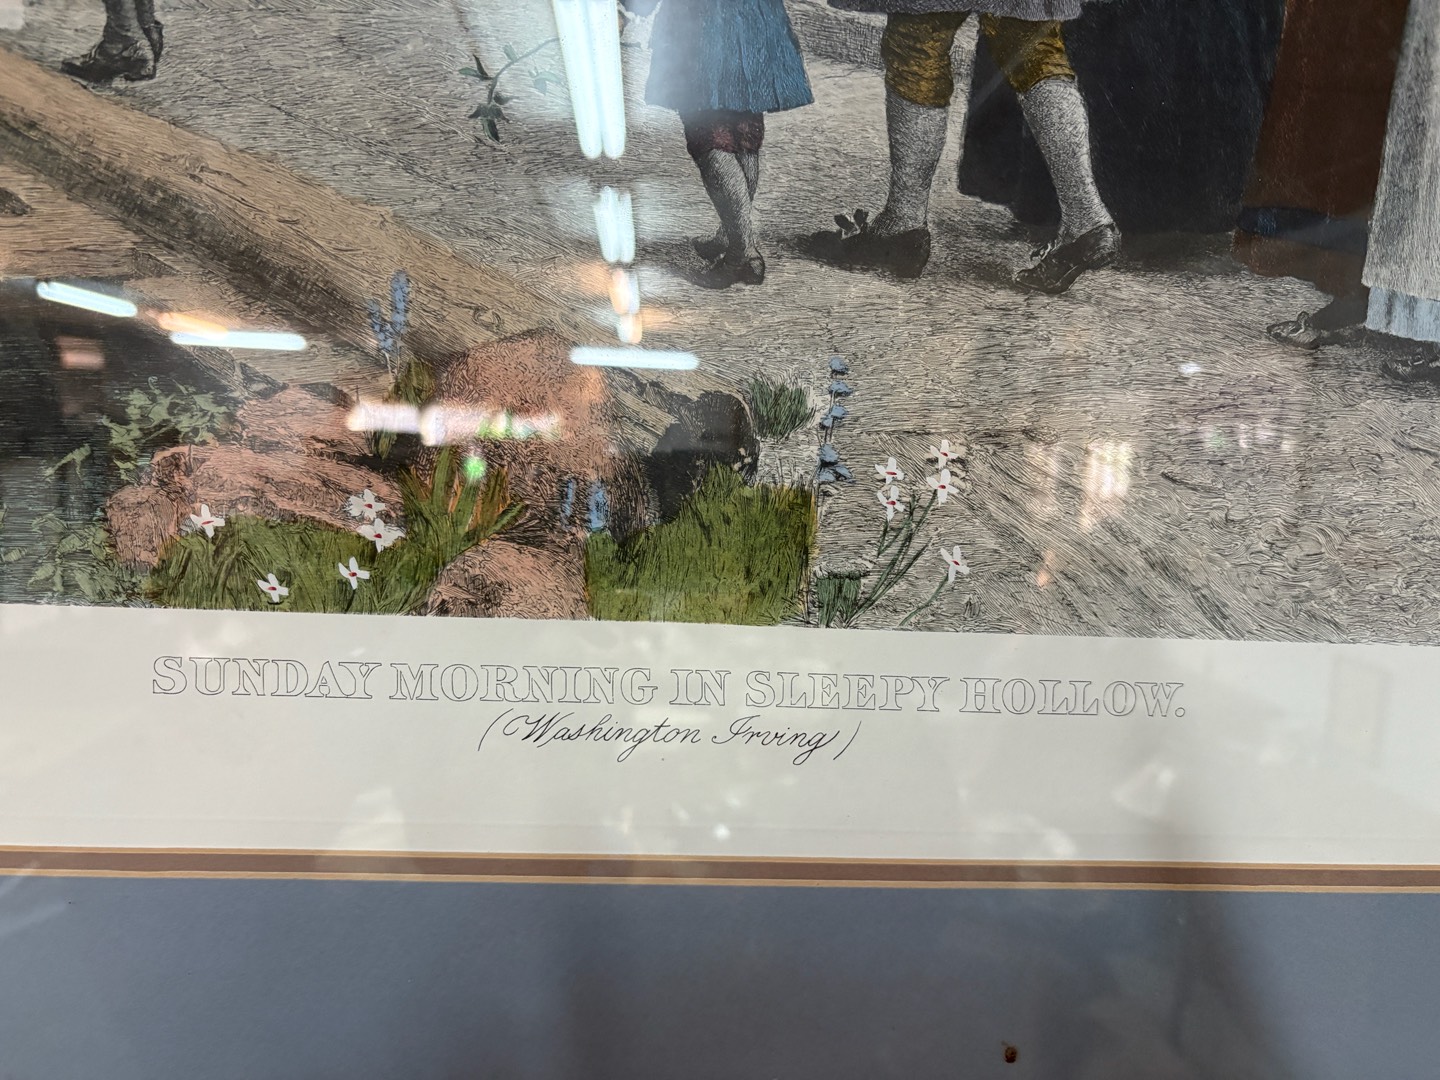 SUNDAY MORNING IN SLEEPY HOLLOW.
(Washington Irving)